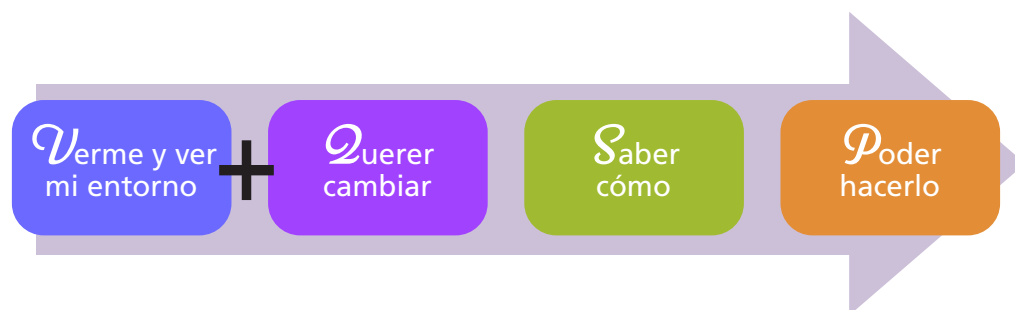 Verme y ver
mi entorno
+
Querer
cambiar
Saber
cómo
Poder
hacerlo